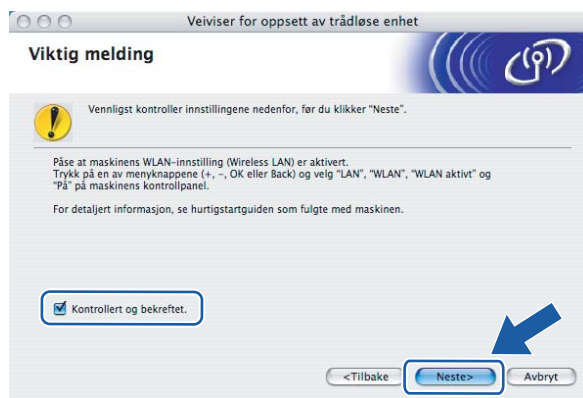 Veiviser for oppsett av trådløse enhet
Viktig melding
Vennligst kontroller innstillingene nedenfor, før du klikker "Neste".
Påse at maskinens WLAN-innstilling (Wireless LAN) er aktivert.
Trykk på en av menyknappene (+, -, OK eller Back) og velg "LAN", "WLAN", "WLAN aktivt" og
"På" på maskinens kontrollpanel.
For detaljert informasjon, se hurtigstartguiden som fulgte med maskinen.
Kontrollert og bekreftet.
<Tilbake Neste> Avbryt